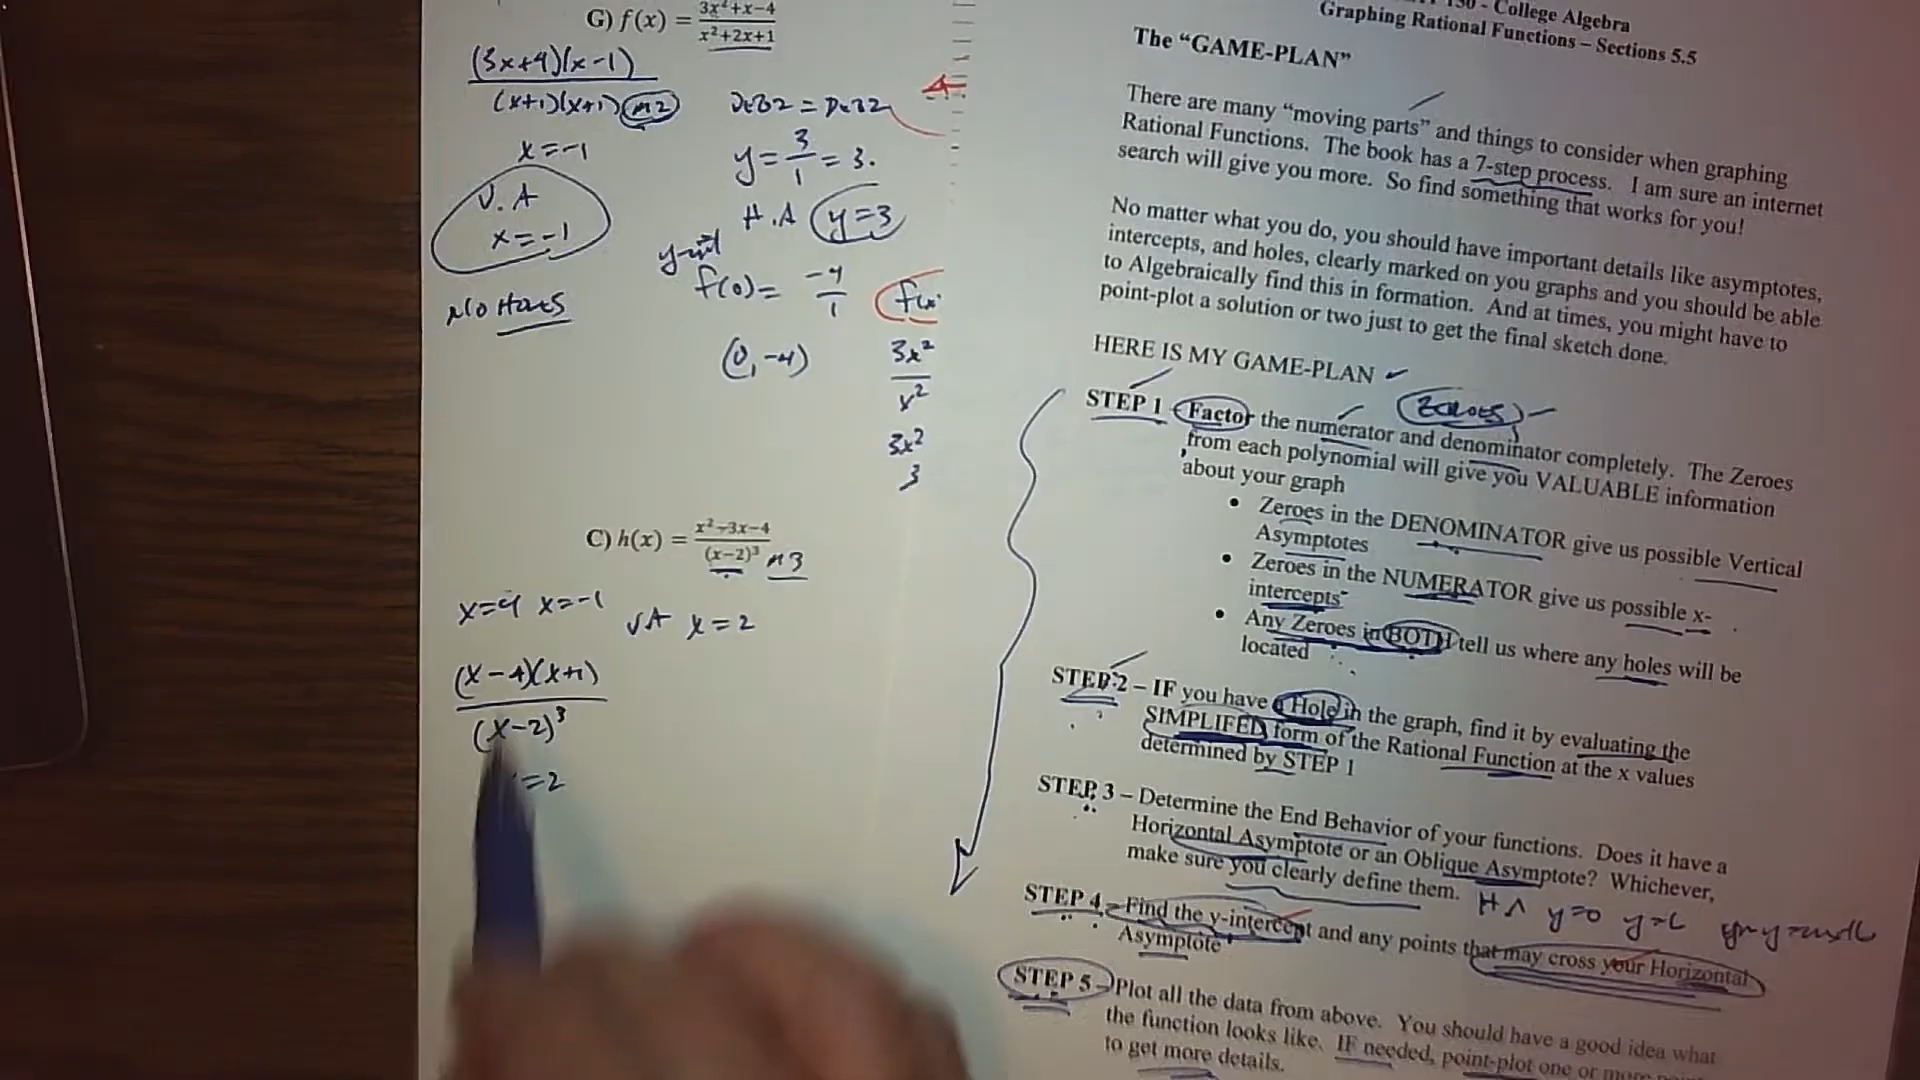 G) f(x) = 3x²+x−4 / x²+2x+1
(3x+4)(x−1)
(x+1)(x+1) m2
x=−1
V.A
x=−1
No Holes
= 
y = 3/1 = 3.
H.A y=3
y-int
f(0) = −4/1
(0, −4)
f(x)
3x²
x²
3x²
3
C) h(x) = x²−3x−4 / (x−2)³ m3
x=4 x=−1
VA x=2
(x−4)(x+1)
(x−2)³
=2
130 - College Algebra
Graphing Rational Functions – Sections 5.5
The “GAME-PLAN”
There are many “moving parts” and things to consider when graphing
Rational Functions. The book has a 7-step process. I am sure an internet
search will give you more. So find something that works for you!
No matter what you do, you should have important details like asymptotes,
intercepts, and holes, clearly marked on you graphs and you should be able
to Algebraically find this in formation. And at times, you might have to
point-plot a solution or two just to get the final sketch done.
HERE IS MY GAME-PLAN
ZEROES
STEP 1 – Factor the numerator and denominator completely. The Zeroes
from each polynomial will give you VALUABLE information
about your graph
• Zeroes in the DENOMINATOR give us possible Vertical
Asymptotes
• Zeroes in the NUMERATOR give us possible x-
intercepts
• Any Zeroes in BOTH tell us where any holes will be
located
STEP 2 – IF you have a Hole in the graph, find it by evaluating the
SIMPLIFED form of the Rational Function at the x values
determined by STEP 1
STEP 3 – Determine the End Behavior of your functions. Does it have a
Horizontal Asymptote or an Oblique Asymptote? Whichever,
make sure you clearly define them.
HA y=0 y=c
STEP 4 – Find the y-intercept and any points that may cross your Horizontal
Asymptote
STEP 5 – Plot all the data from above. You should have a good idea what
the function looks like. IF needed, point-plot one or more
to get more details.